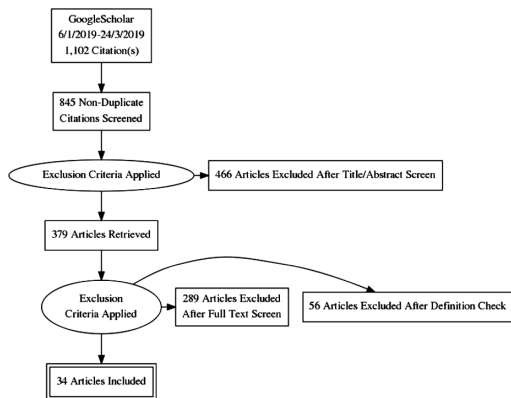 GoogleScholar
6/1/2019-24/3/2019
1,102 Citation(s)
845 Non-Duplicate
Citations Screened
Exclusion Criteria Applied
466 Articles Excluded After Title/Abstract Screen
379 Articles Retrieved
Exclusion
Criteria Applied
289 Articles Excluded
After Full Text Screen
56 Articles Excluded After Definition Check
34 Articles Included